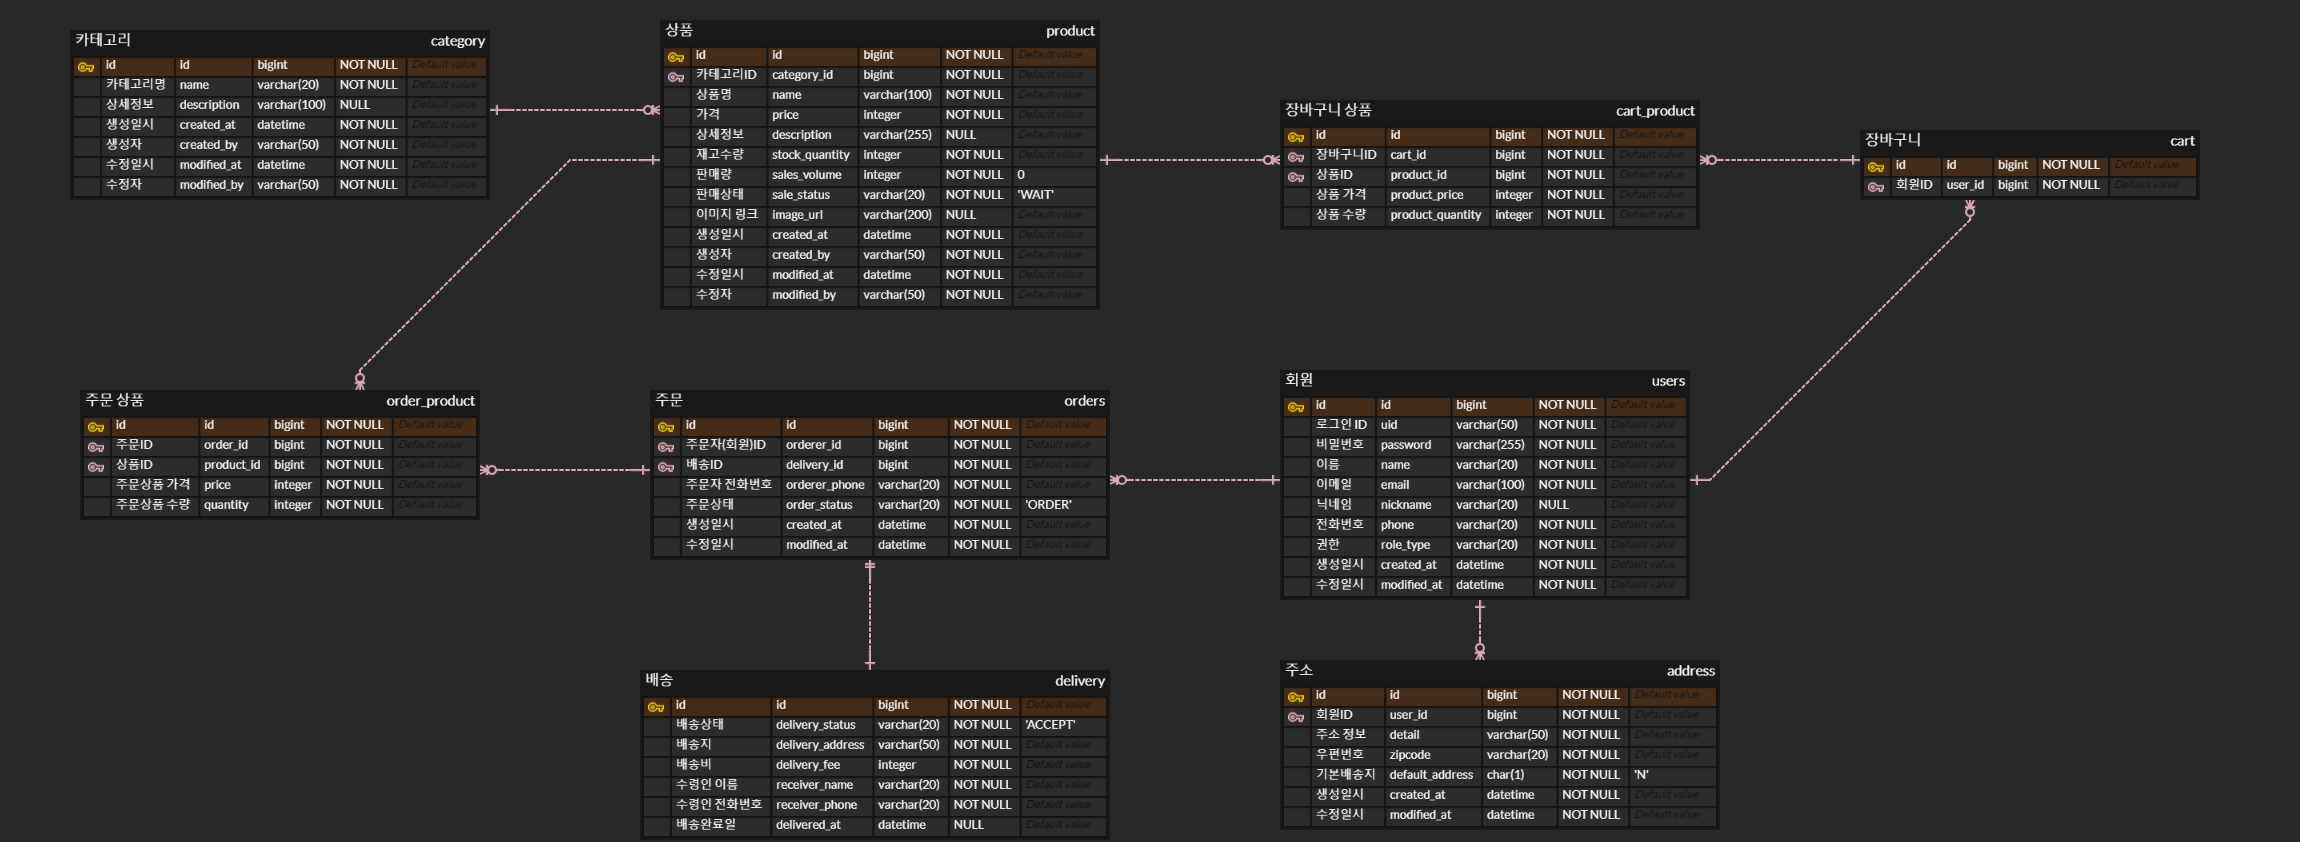 카테고리 category
id id bigint NOT NULL Default value
카테고리명 name varchar(20) NOT NULL Default value
상세정보 description varchar(100) NULL Default value
생성일시 created_at datetime NOT NULL Default value
생성자 created_by varchar(50) NOT NULL Default value
수정일시 modified_at datetime NOT NULL Default value
수정자 modified_by varchar(50) NOT NULL Default value
상품 product
id id bigint NOT NULL Default value
카테고리ID category_id bigint NOT NULL Default value
상품명 name varchar(100) NOT NULL Default value
가격 price integer NOT NULL Default value
상세정보 description varchar(255) NULL Default value
재고수량 stock_quantity integer NOT NULL Default value
판매량 sales_volume integer NOT NULL 0
판매상태 sale_status varchar(20) NOT NULL 'WAIT'
이미지 링크 image_url varchar(200) NULL Default value
생성일시 created_at datetime NOT NULL Default value
생성자 created_by varchar(50) NOT NULL Default value
수정일시 modified_at datetime NOT NULL Default value
수정자 modified_by varchar(50) NOT NULL Default value
장바구니 상품 cart_product
id id bigint NOT NULL Default value
장바구니ID cart_id bigint NOT NULL Default value
상품ID product_id bigint NOT NULL Default value
상품 가격 product_price integer NOT NULL Default value
상품 수량 product_quantity integer NOT NULL Default value
장바구니 cart
id id bigint NOT NULL Default value
회원ID user_id bigint NOT NULL Default value
주문 상품 order_product
id id bigint NOT NULL Default value
주문ID order_id bigint NOT NULL Default value
상품ID product_id bigint NOT NULL Default value
주문상품 가격 price integer NOT NULL Default value
주문상품 수량 quantity integer NOT NULL Default value
주문 orders
id id bigint NOT NULL Default value
주문자(회원)ID orderer_id bigint NOT NULL Default value
배송ID delivery_id bigint NOT NULL Default value
주문자 전화번호 orderer_phone varchar(20) NOT NULL Default value
주문상태 order_status varchar(20) NOT NULL 'ORDER'
생성일시 created_at datetime NOT NULL Default value
수정일시 modified_at datetime NOT NULL Default value
회원 users
id id bigint NOT NULL Default value
로그인 ID uid varchar(50) NOT NULL Default value
비밀번호 password varchar(255) NOT NULL Default value
이름 name varchar(20) NOT NULL Default value
이메일 email varchar(100) NOT NULL Default value
닉네임 nickname varchar(20) NULL Default value
전화번호 phone varchar(20) NOT NULL Default value
권한 role_type varchar(20) NOT NULL Default value
생성일시 created_at datetime NOT NULL Default value
수정일시 modified_at datetime NOT NULL Default value
배송 delivery
id id bigint NOT NULL Default value
배송상태 delivery_status varchar(20) NOT NULL 'ACCEPT'
배송지 delivery_address varchar(50) NOT NULL Default value
배송비 delivery_fee integer NOT NULL Default value
수령인 이름 receiver_name varchar(20) NOT NULL Default value
수령인 전화번호 receiver_phone varchar(20) NOT NULL Default value
배송완료일 delivered_at datetime NULL Default value
주소 address
id id bigint NOT NULL Default value
회원ID user_id bigint NOT NULL Default value
주소 정보 detail varchar(50) NOT NULL Default value
우편번호 zipcode varchar(20) NOT NULL Default value
기본배송지 default_address char(1) NOT NULL 'N'
생성일시 created_at datetime NOT NULL Default value
수정일시 modified_at datetime NOT NULL Default value